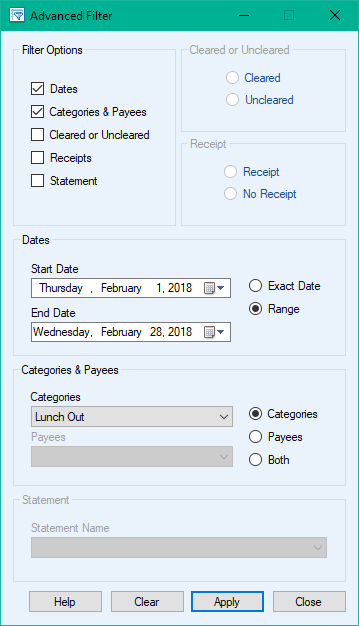 Advanced Filter
Filter Options
Dates
Categories & Payees
Cleared or Uncleared
Receipts
Statement
Cleared or Uncleared
Cleared
Uncleared
Receipt
Receipt
No Receipt
Dates
Start Date
Thursday , February 1, 2018
Exact Date
Range
End Date
Wednesday, February 28, 2018
Categories & Payees
Categories
Lunch Out
Payees
Categories
Payees
Both
Statement
Statement Name
Help Clear Apply Close